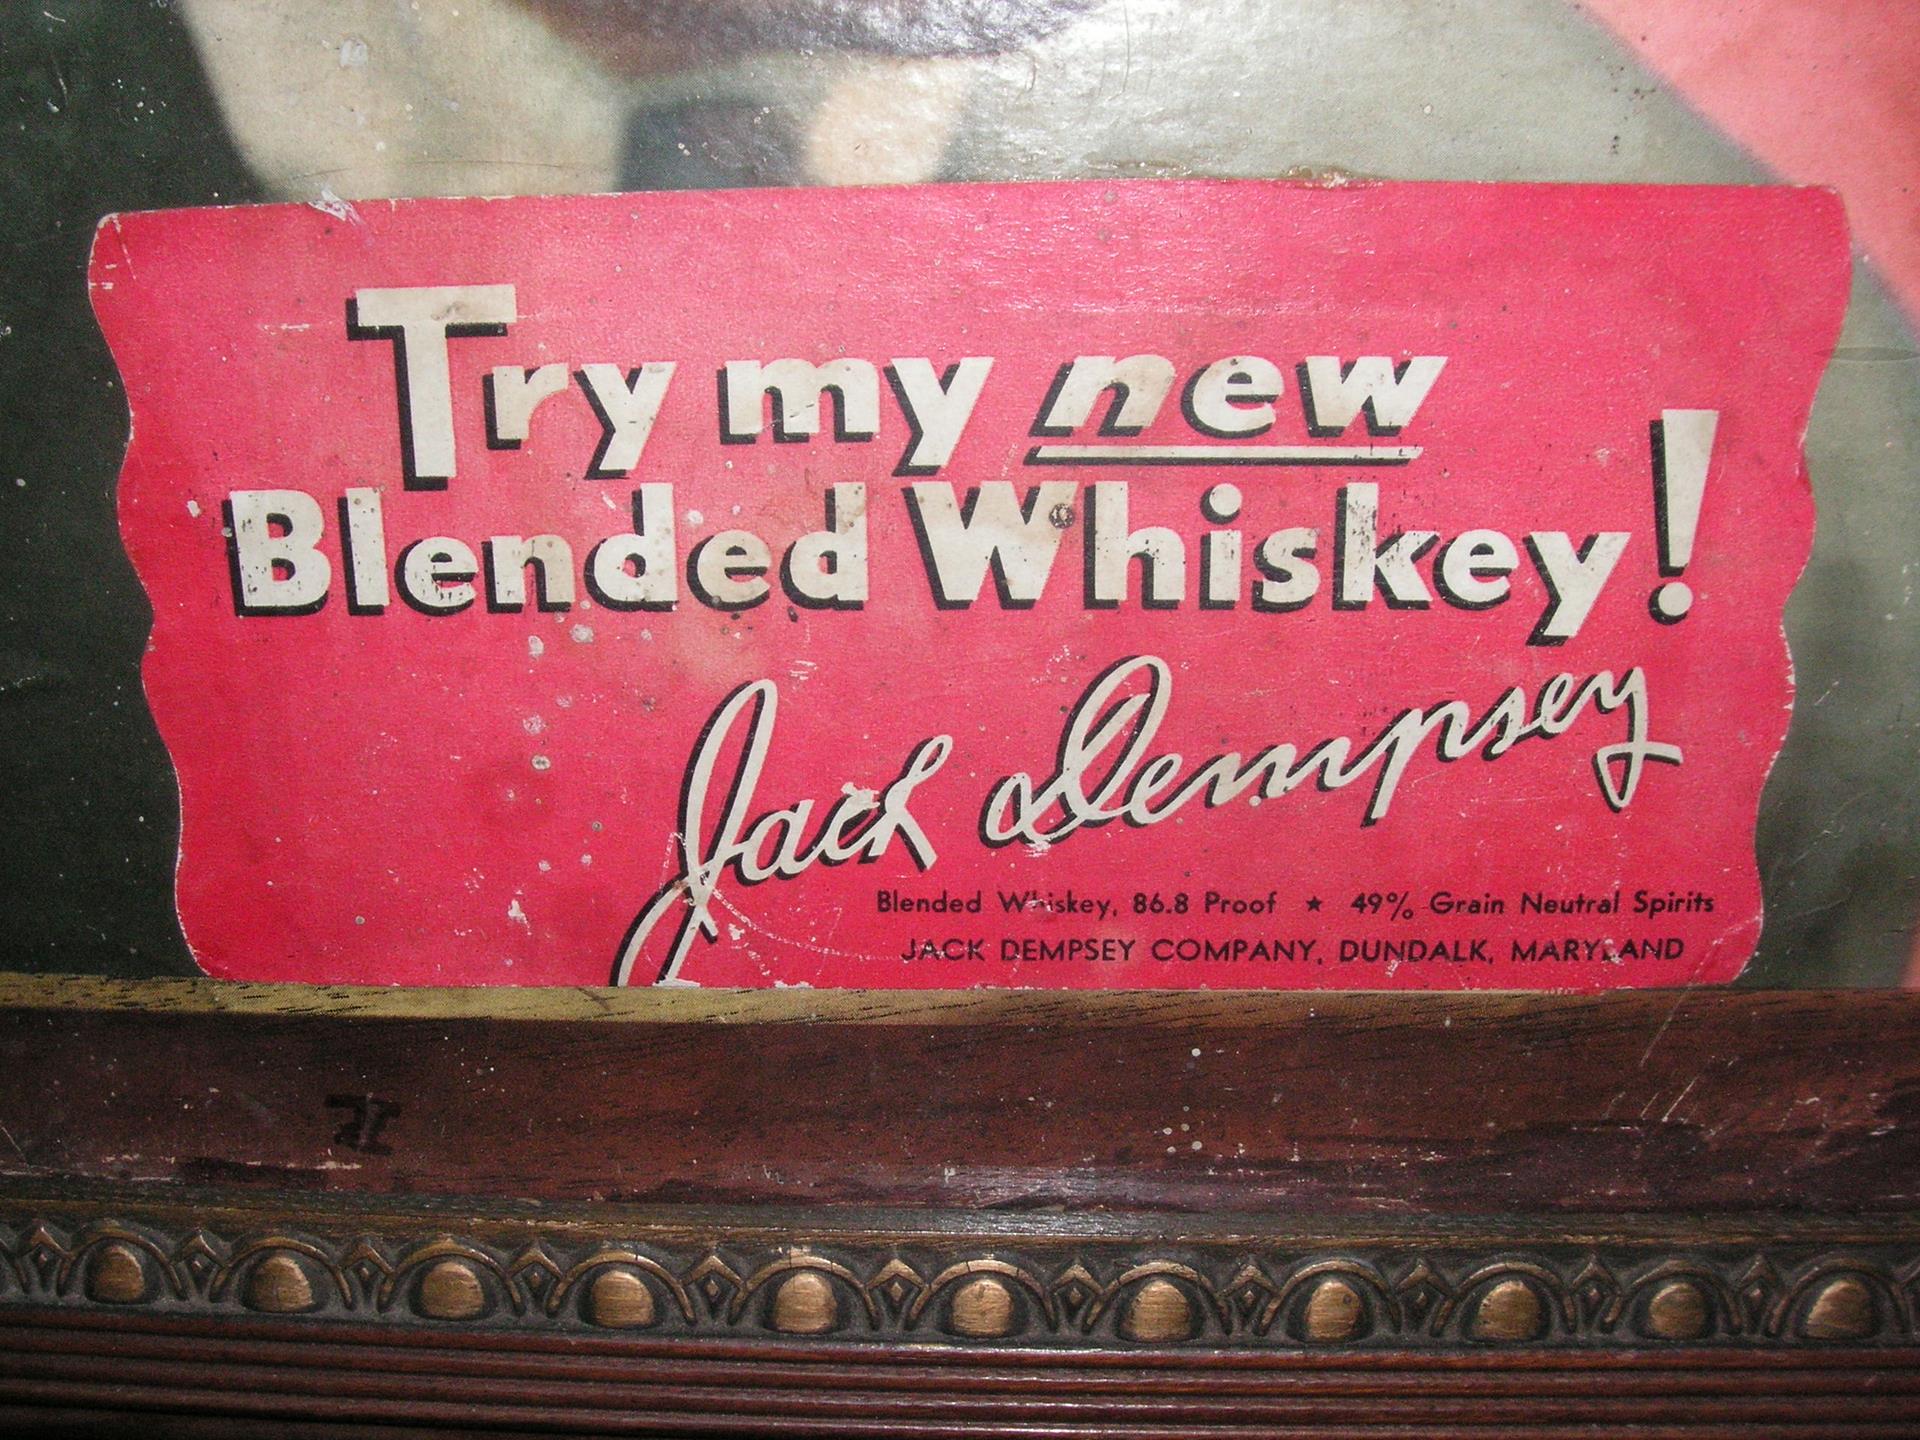 Try my new
Blended Whiskey!
Jack Dempsey
Blended Whiskey, 86.8 Proof ★ 49% Grain Neutral Spirits
JACK DEMPSEY COMPANY, DUNDALK, MARYLAND